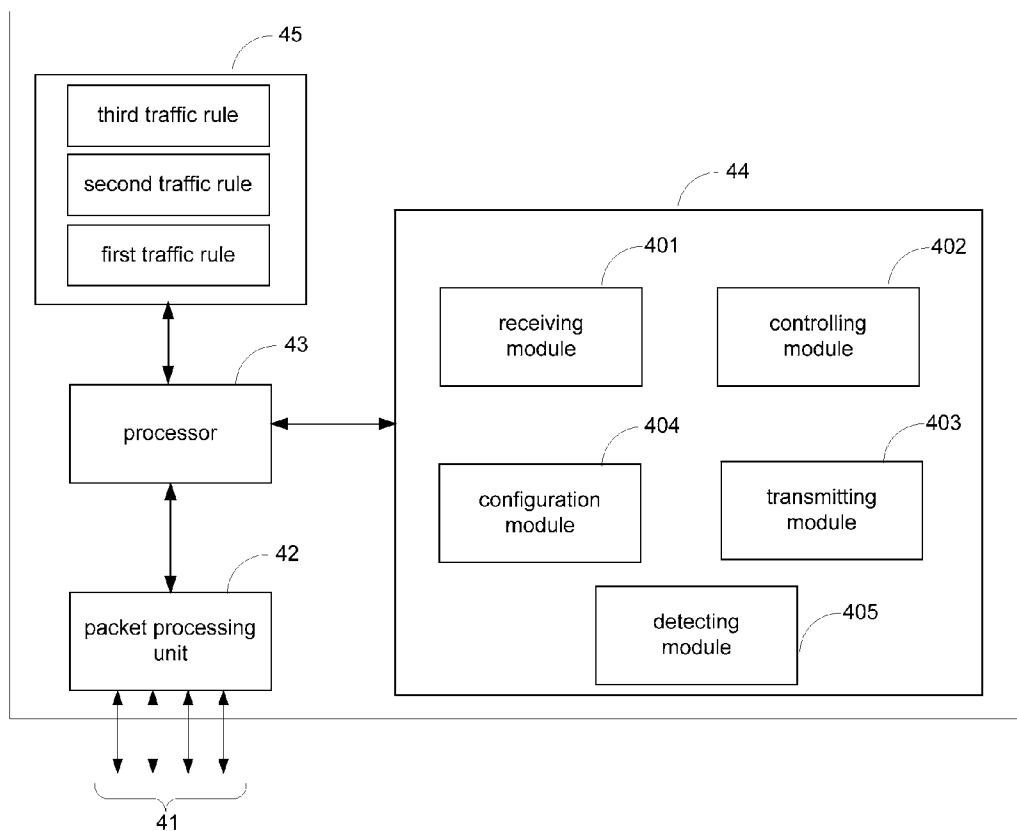 45
third traffic rule
second traffic rule
first traffic rule
44
401
receiving
module
402
controlling
module
43
processor
404
configuration
module
403
transmitting
module
42
packet processing
unit
detecting
module
405
41